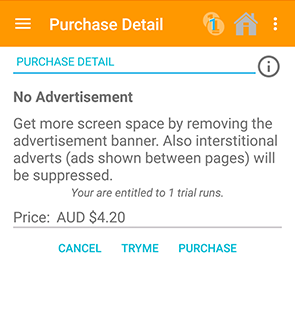 Purchase Detail
1
PURCHASE DETAIL
No Advertisement
Get more screen space by removing the
advertisement banner. Also interstitional
adverts (ads shown between pages) will
be suppressed.
Your are entitled to 1 trial runs.
Price: AUD $4.20
CANCEL TRYME PURCHASE